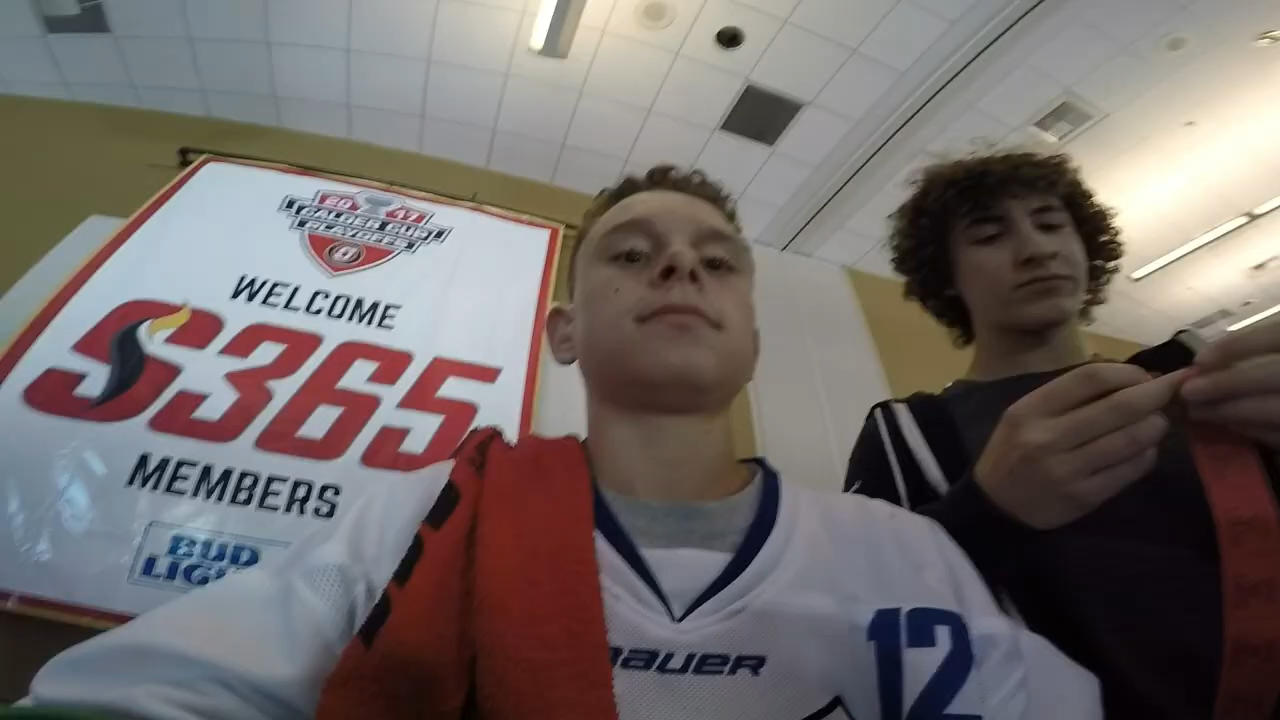 2017
CALDER CUP
PLAYOFFS
WELCOME
S365
MEMBERS
BUD
LIGHT
BAUER
12